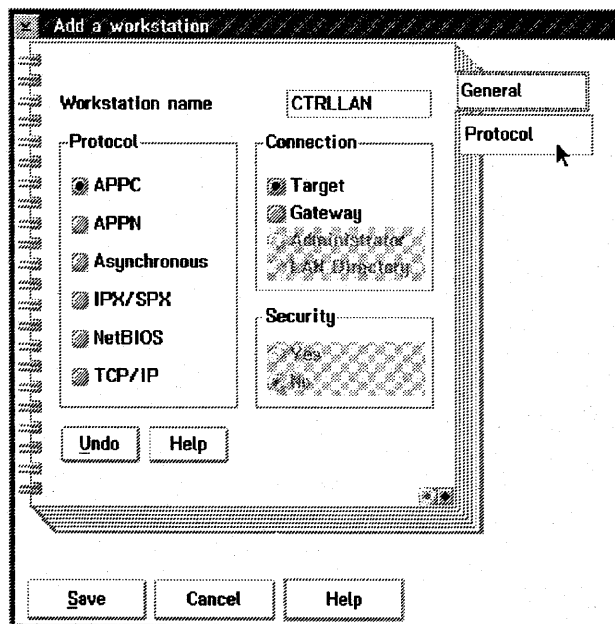 Add a workstation
General
Protocol
Workstation name CTRLLAN
Protocol
APPC
APPN
Asynchronous
IPX/SPX
NetBIOS
TCP/IP
Connection
Target
Gateway
Administrator
LAN Directory
Security
Yes
No
Undo Help
Save Cancel Help